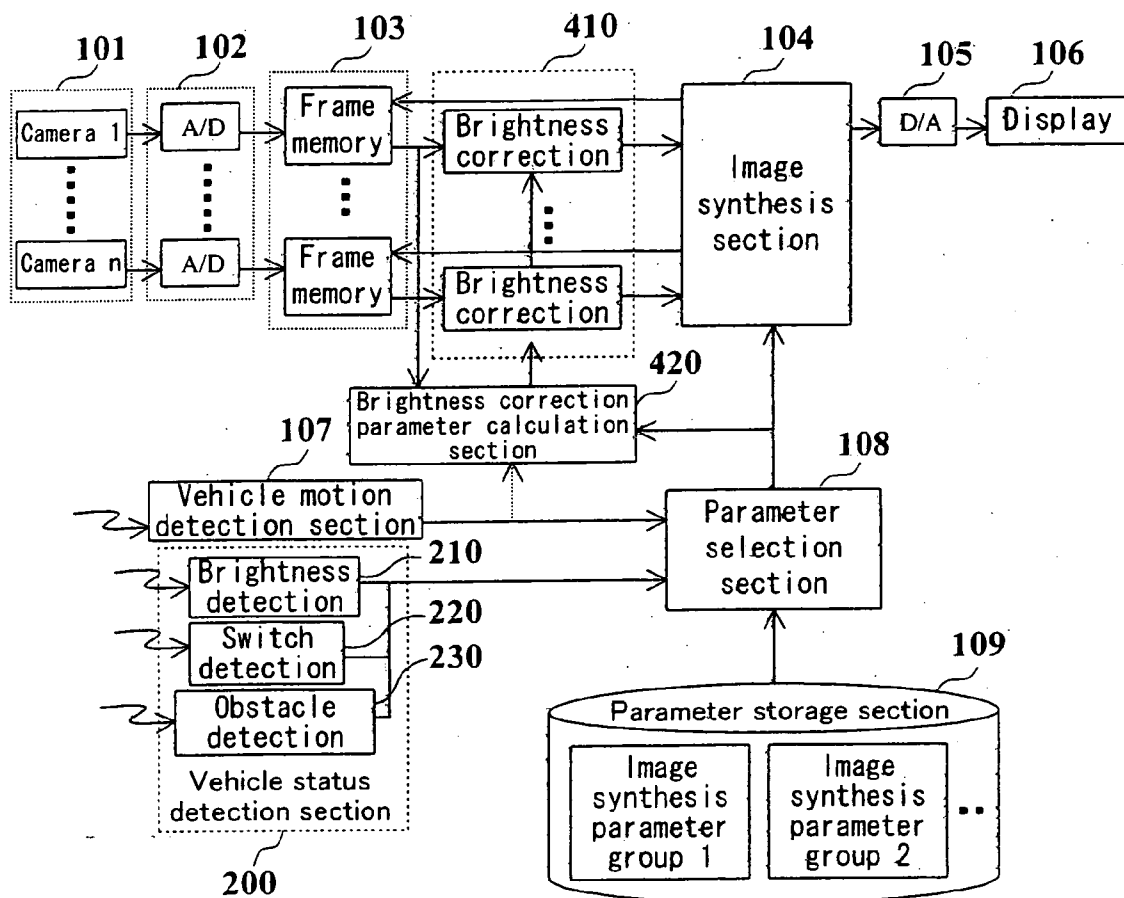 101
102
103
410
104
105
106
Camera 1
A/D
Frame
memory
Brightness
correction
Image
synthesis
section
D/A
Display
Camera n
A/D
Frame
memory
Brightness
correction
420
Brightness correction
parameter calculation
section
107
108
Vehicle motion
detection section
Parameter
selection
section
210
Brightness
detection
220
Switch
detection
230
Obstacle
detection
Vehicle status
detection section
200
109
Parameter storage section
Image
synthesis
parameter
group 1
Image
synthesis
parameter
group 2